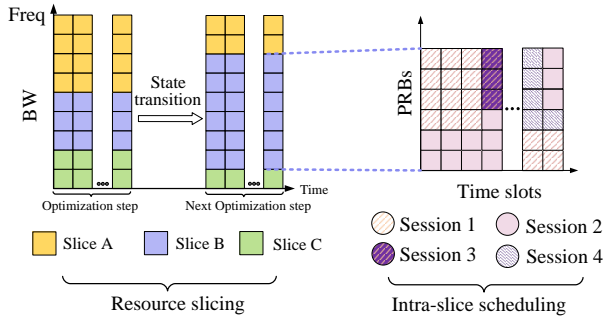 Freq
BW
State
transition
Time
Optimization step
Next Optimization step
Slice A
Slice B
Slice C
Resource slicing
PRBs
Time slots
Session 1
Session 2
Session 3
Session 4
Intra-slice scheduling